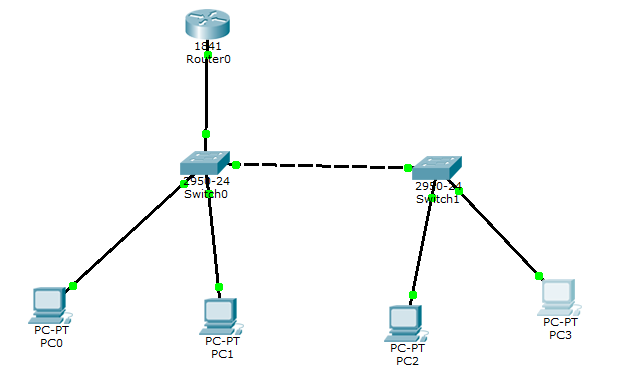 1841
Router0
2950-24
Switch0
2950-24
Switch1
PC-PT
PC0
PC-PT
PC1
PC-PT
PC2
PC-PT
PC3